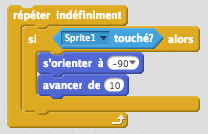 répéter indéfiniment
si Sprite1 touché? alors
s'orienter à -90
avancer de 10